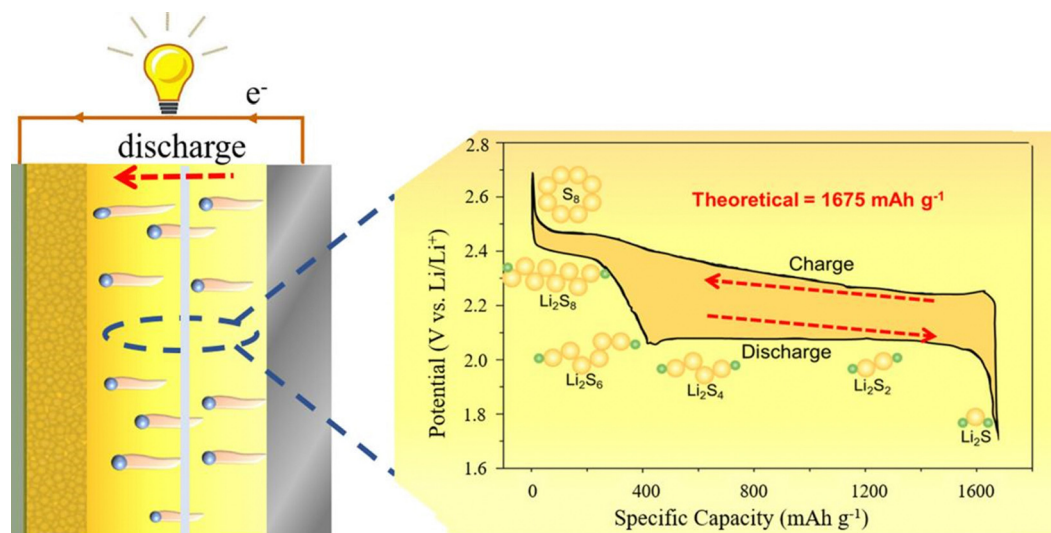 e⁻
discharge
2.8
2.6
2.4
2.2
2.0
1.8
1.6
Potential (V vs. Li/Li⁺)
S₈
Theoretical = 1675 mAh g⁻¹
Charge
Li₂S₈
Discharge
Li₂S₆
Li₂S₄
Li₂S₂
Li₂S
0
400
800
1200
1600
Specific Capacity (mAh g⁻¹)